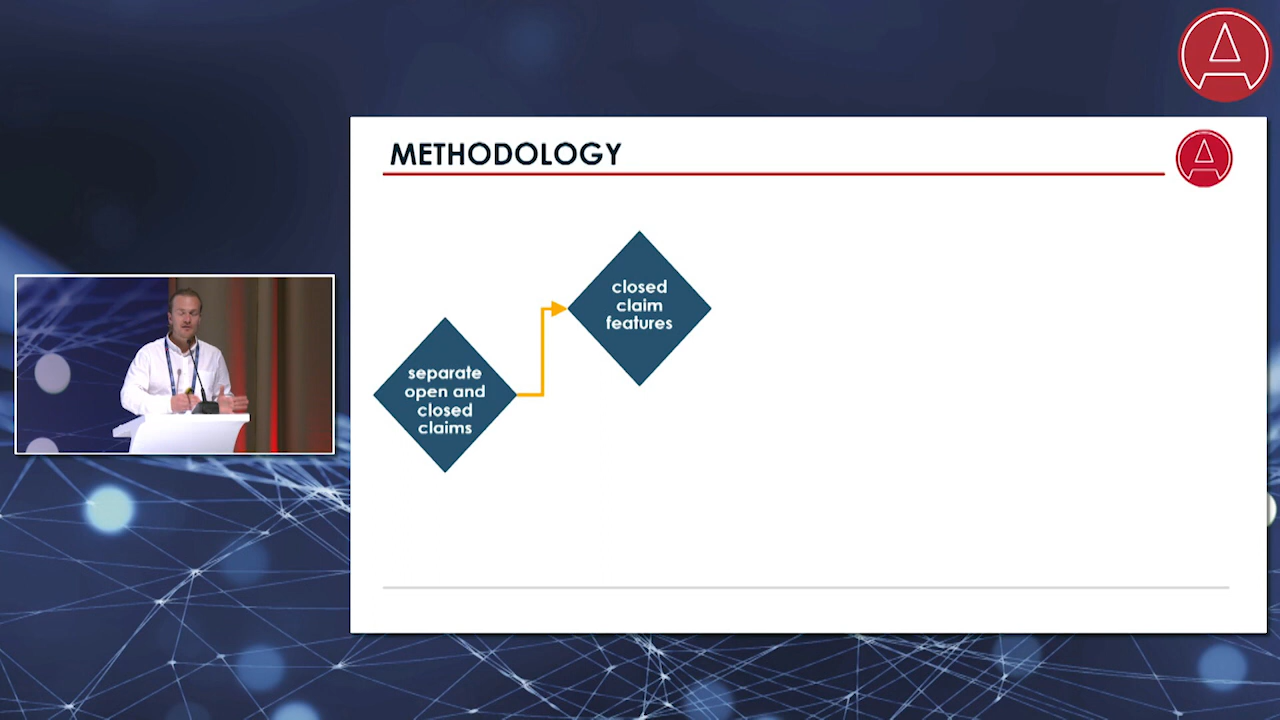 METHODOLOGY
closed
claim
features
separate
open and
closed
claims